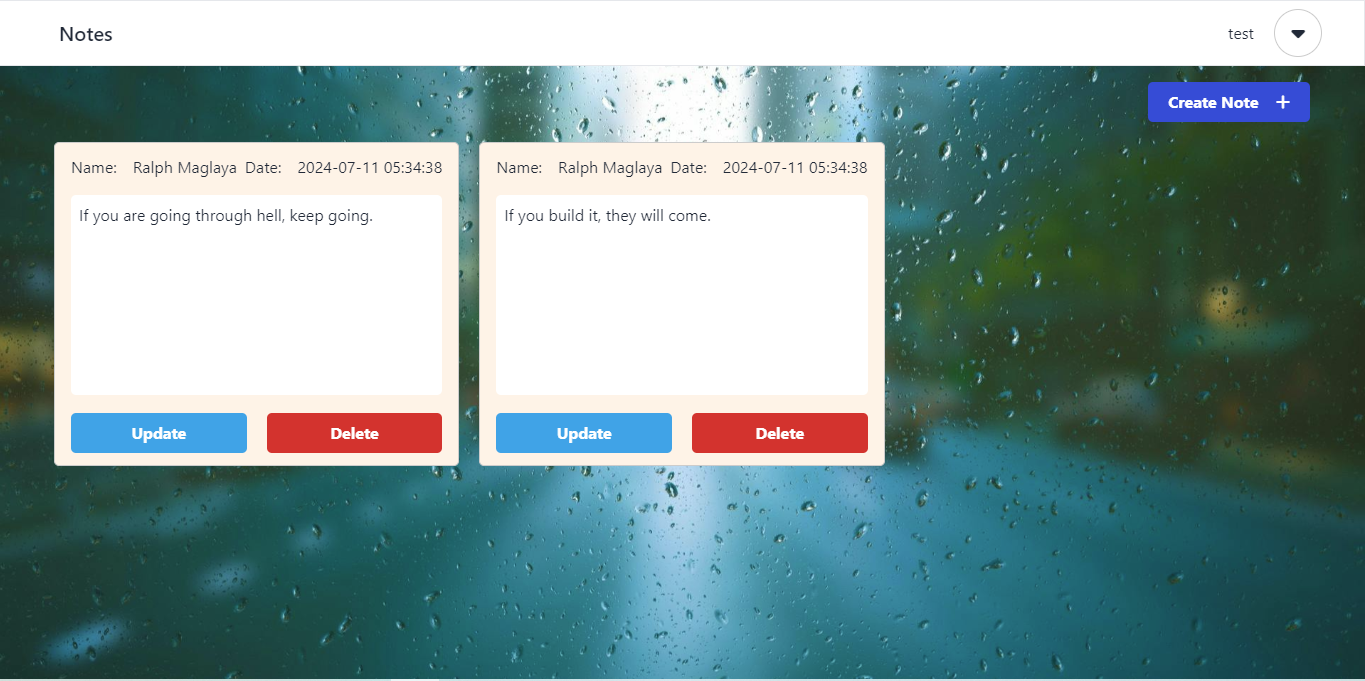 Notes
test
Create Note +
Name: Ralph Maglaya Date: 2024-07-11 05:34:38
If you are going through hell, keep going.
Update Delete
Name: Ralph Maglaya Date: 2024-07-11 05:34:38
If you build it, they will come.
Update Delete